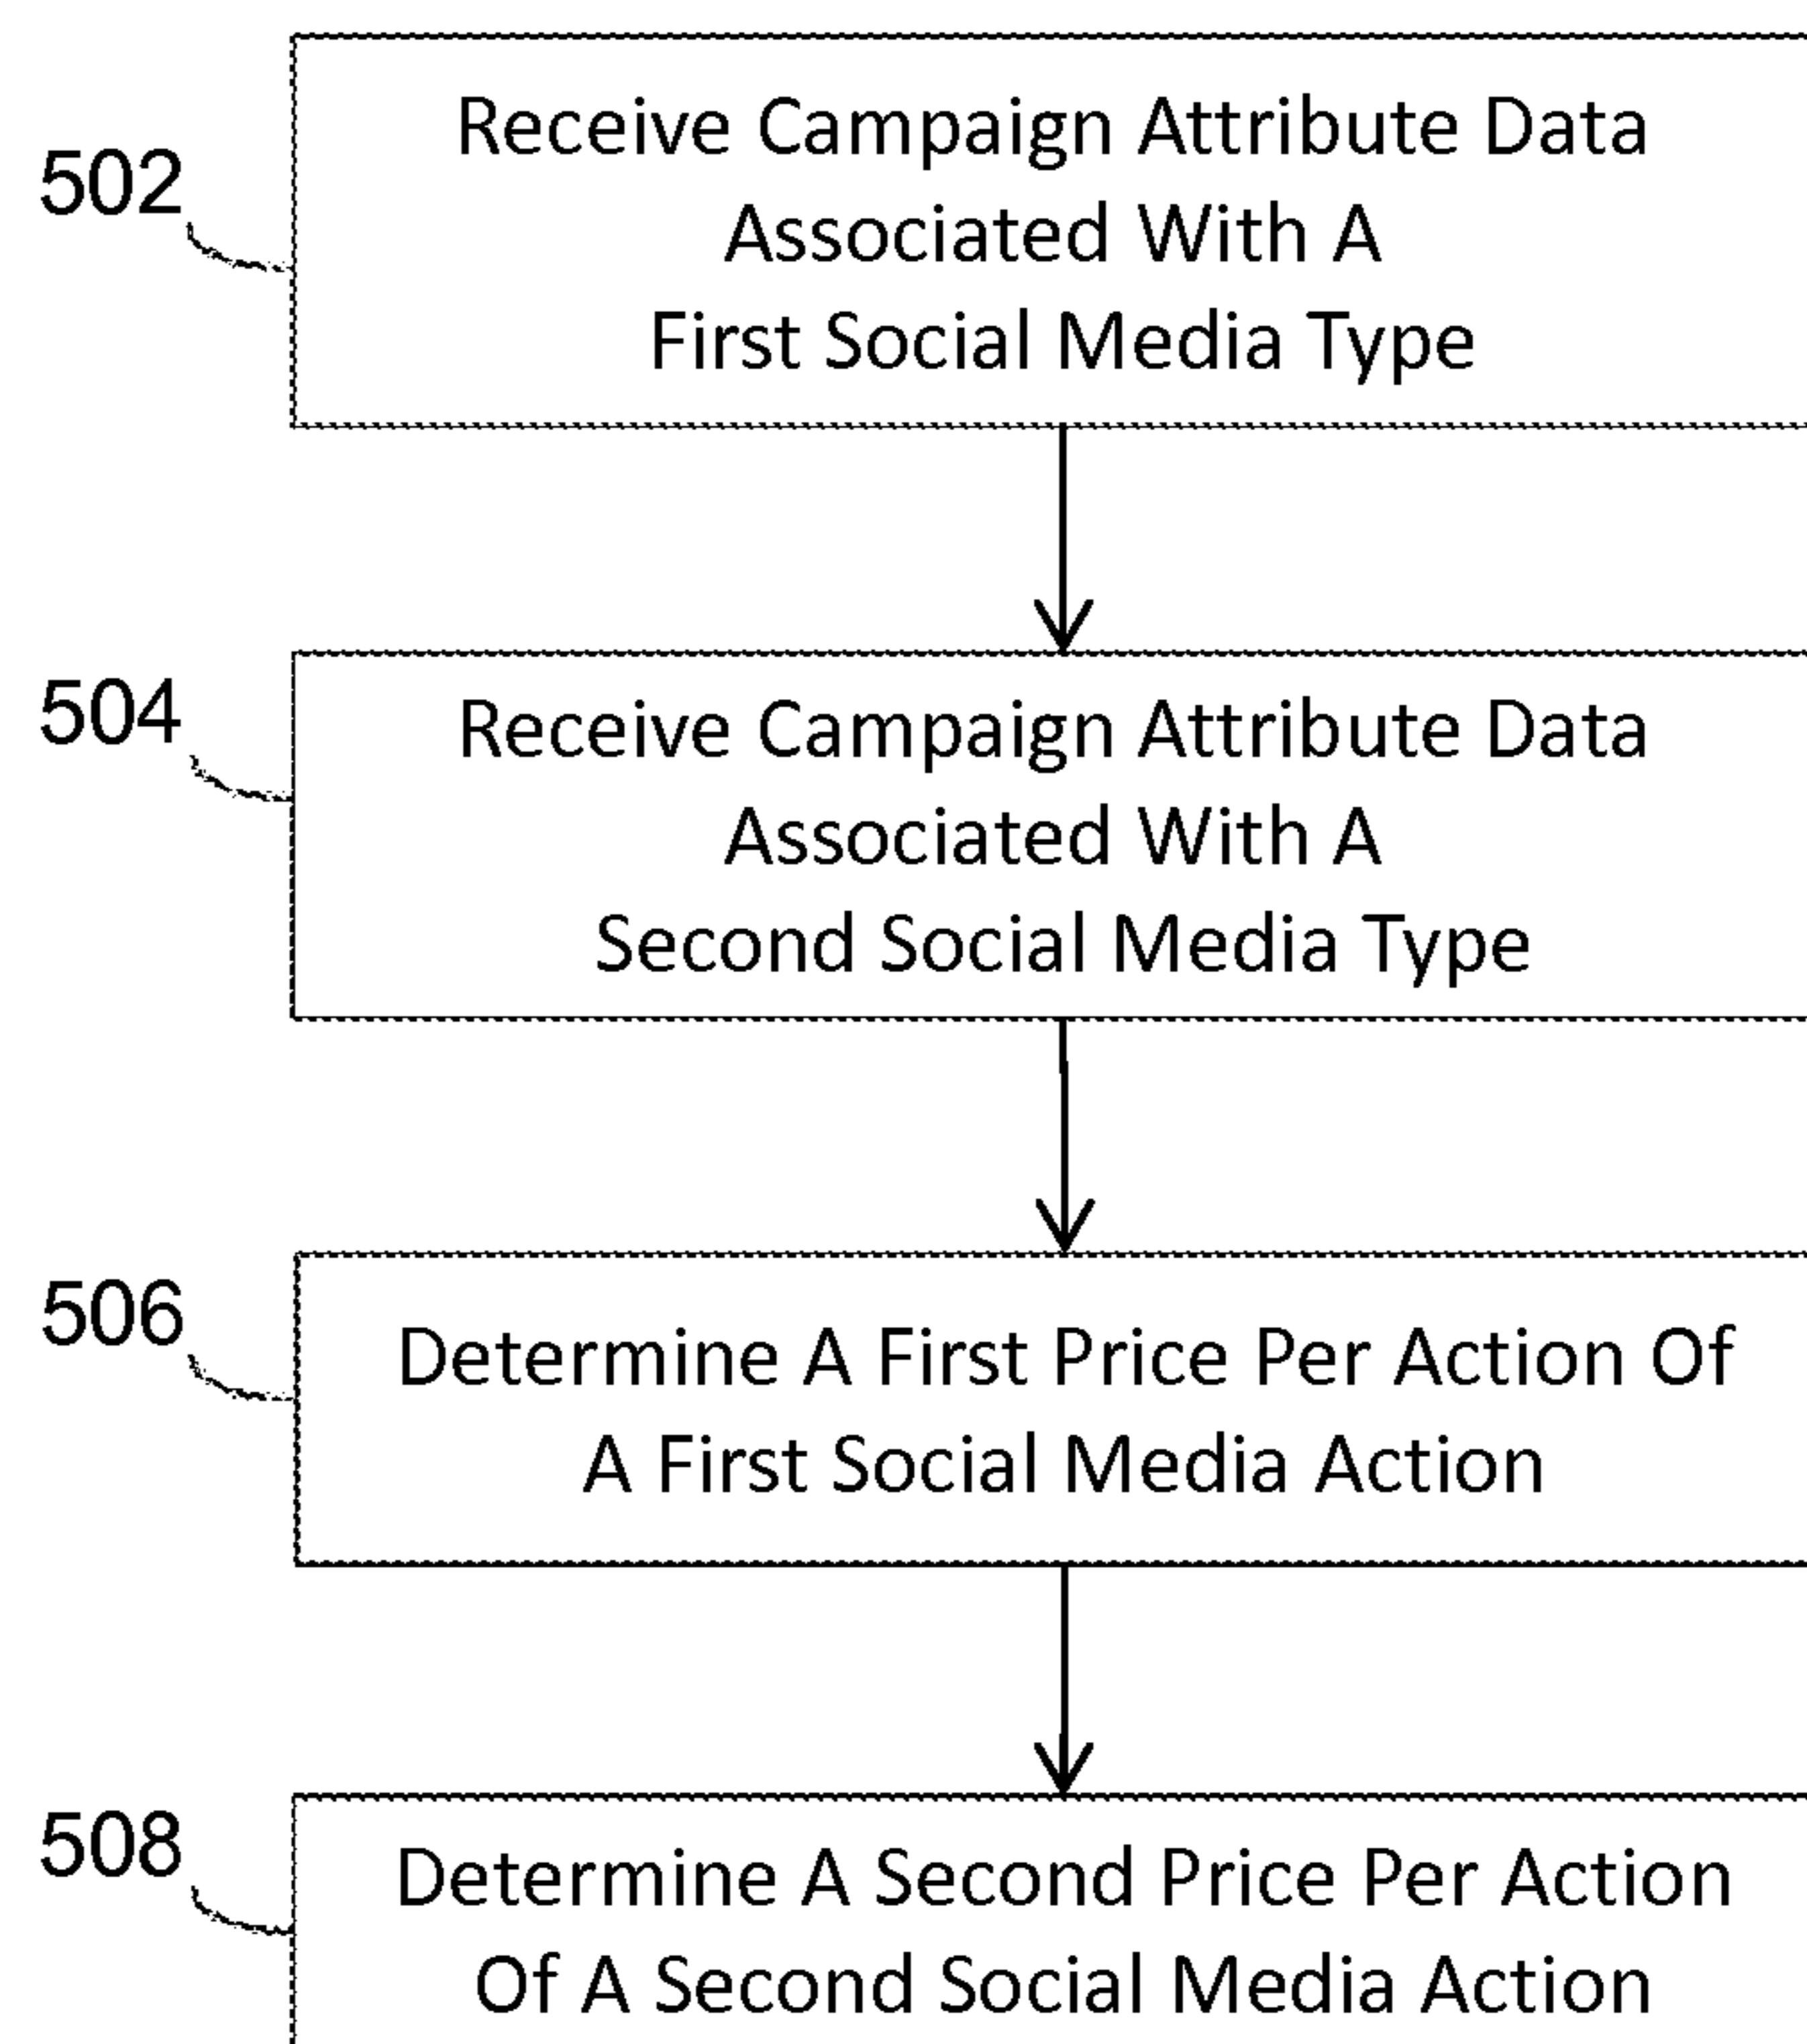 502
Receive Campaign Attribute Data
Associated With A
First Social Media Type
504
Receive Campaign Attribute Data
Associated With A
Second Social Media Type
506
Determine A First Price Per Action Of
A First Social Media Action
508
Determine A Second Price Per Action
Of A Second Social Media Action